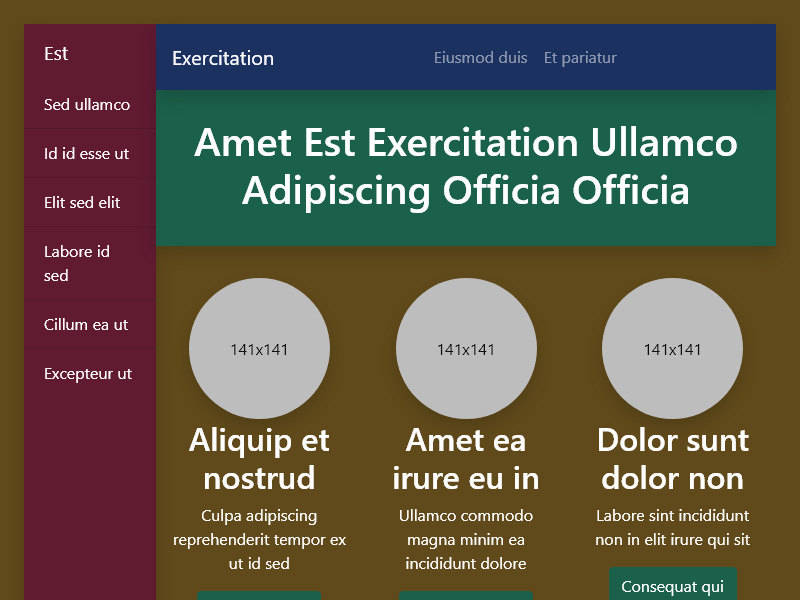 Est
Sed ullamco
Id id esse ut
Elit sed elit
Labore id
sed
Cillum ea ut
Excepteur ut
Exercitation
Eiusmod duis
Et pariatur
Amet Est Exercitation Ullamco
Adipiscing Officia Officia
141x141
Aliquip et
nostrud
Culpa adipiscing
reprehenderit tempor ex
ut id sed
141x141
Amet ea
irure eu in
Ullamco commodo
magna minim ea
incididunt dolore
141x141
Dolor sunt
dolor non
Labore sint incididunt
non in elit irure qui sit
Consequat qui